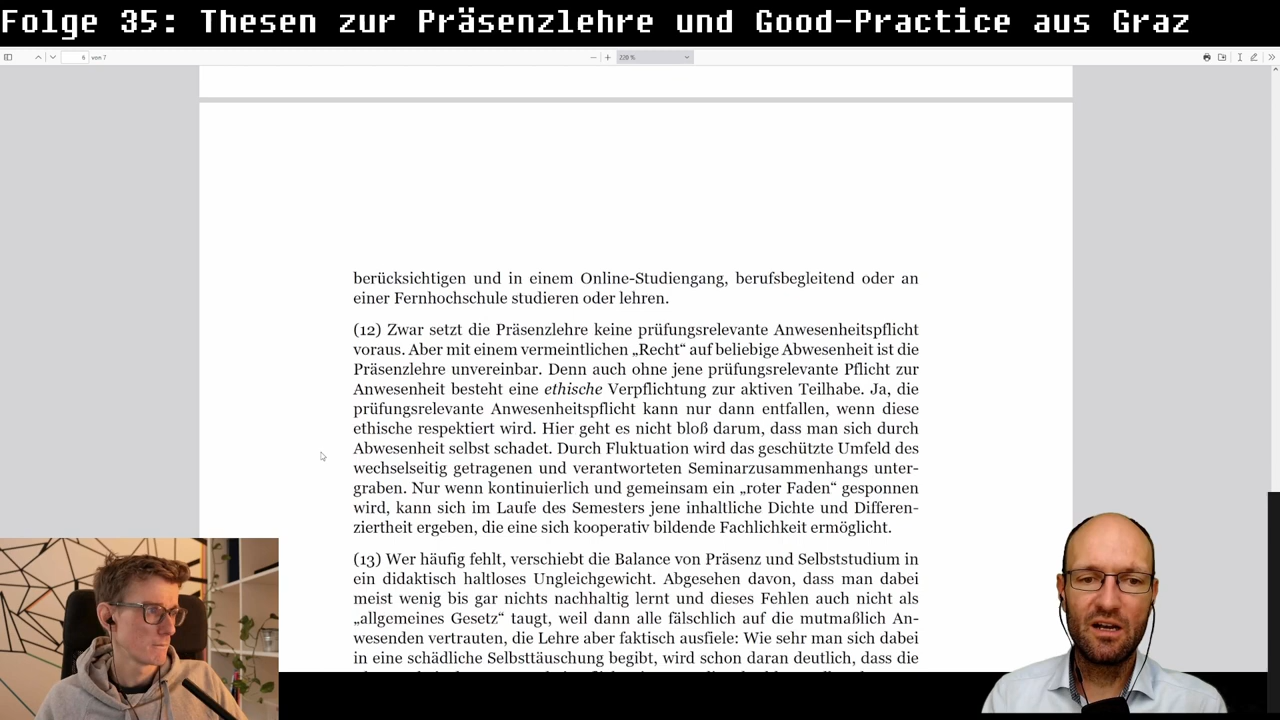 Folge 35: Thesen zur Präsenzlehre und Good-Practice aus Graz
6 von 7
220 %
berücksichtigen und in einem Online-Studiengang, berufsbegleitend oder an
einer Fernhochschule studieren oder lehren.
(12) Zwar setzt die Präsenzlehre keine prüfungsrelevante Anwesenheitspflicht
voraus. Aber mit einem vermeintlichen „Recht“ auf beliebige Abwesenheit ist die
Präsenzlehre unvereinbar. Denn auch ohne jene prüfungsrelevante Pflicht zur
Anwesenheit besteht eine ethische Verpflichtung zur aktiven Teilhabe. Ja, die
prüfungsrelevante Anwesenheitspflicht kann nur dann entfallen, wenn diese
ethische respektiert wird. Hier geht es nicht bloß darum, dass man sich durch
Abwesenheit selbst schadet. Durch Fluktuation wird das geschützte Umfeld des
wechselseitig getragenen und verantworteten Seminarzusammenhangs unter-
graben. Nur wenn kontinuierlich und gemeinsam ein „roter Faden“ gesponnen
wird, kann sich im Laufe des Semesters jene inhaltliche Dichte und Differen-
ziertheit ergeben, die eine sich kooperativ bildende Fachlichkeit ermöglicht.
(13) Wer häufig fehlt, verschiebt die Balance von Präsenz und Selbststudium in
ein didaktisch haltloses Ungleichgewicht. Abgesehen davon, dass man dabei
meist wenig bis gar nichts nachhaltig lernt und dieses Fehlen auch nicht als
„allgemeines Gesetz“ taugt, weil dann alle fälschlich auf die mutmaßlich An-
wesenden vertrauten, die Lehre aber faktisch ausfiele: Wie sehr man sich dabei
in eine schädliche Selbsttäuschung begibt, wird schon daran deutlich, dass die